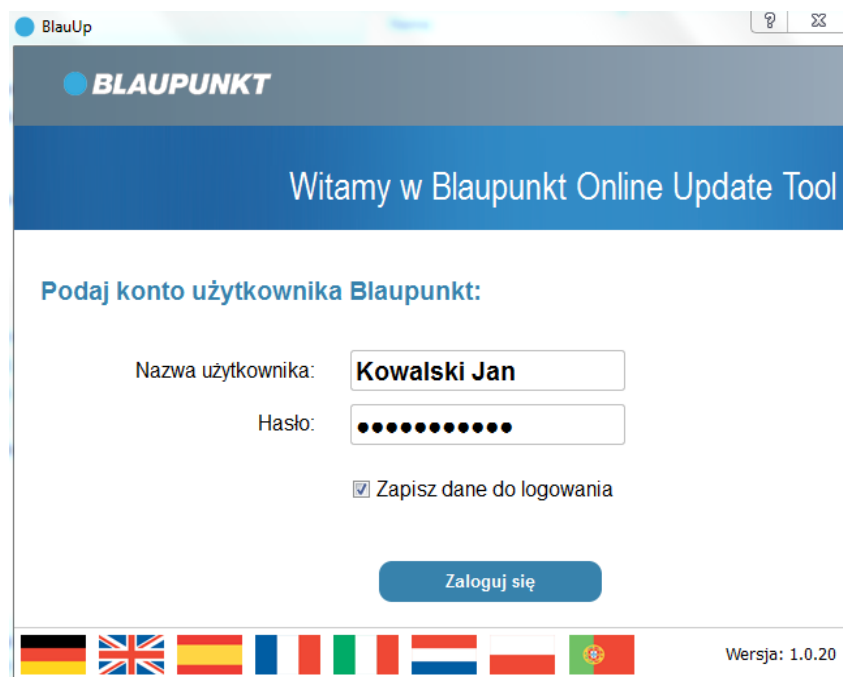 BlauUp
BLAUPUNKT
Witamy w Blaupunkt Online Update Tool
Podaj konto użytkownika Blaupunkt:
Nazwa użytkownika: Kowalski Jan
Hasło: ●●●●●●●●●●●
Zapisz dane do logowania
Zaloguj się
Wersja: 1.0.20